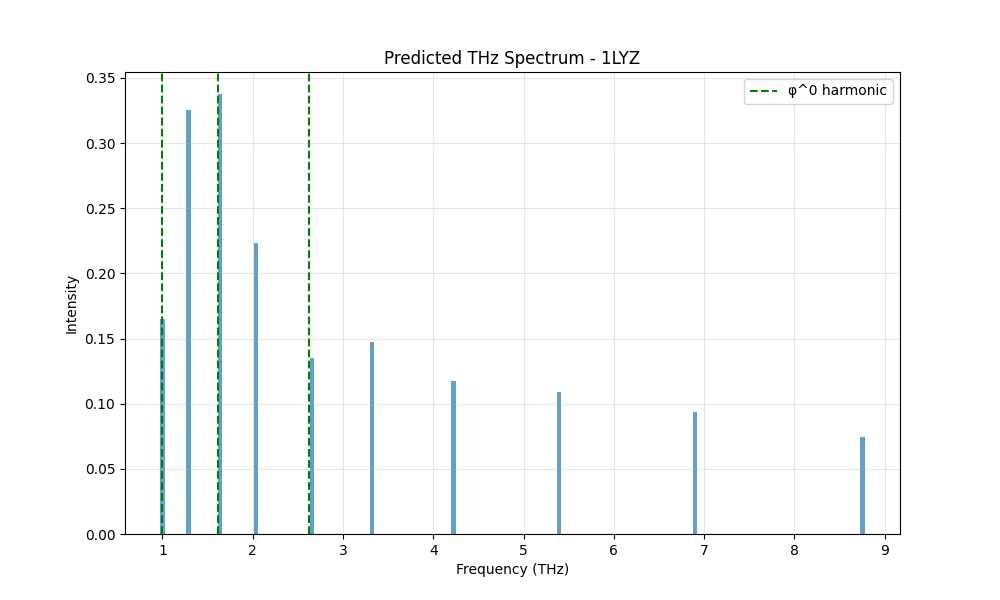 Predicted THz Spectrum - 1LYZ
φ^0 harmonic
0.35
0.30
0.25
0.20
0.15
0.10
0.05
0.00
Intensity
1 2 3 4 5 6 7 8 9
Frequency (THz)